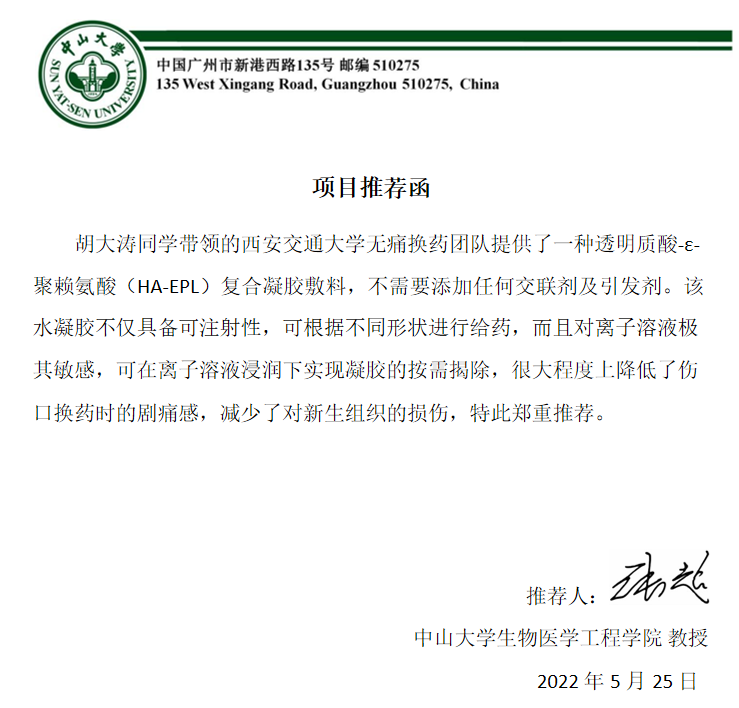 中山大学
SUN YAT-SEN UNIVERSITY
中国广州市新港西路135号 邮编 510275
135 West Xingang Road, Guangzhou 510275, China
项目推荐函
胡大涛同学带领的西安交通大学无痛换药团队提供了一种透明质酸-ε-
聚赖氨酸（HA-EPL）复合凝胶敷料，不需要添加任何交联剂及引发剂。该
水凝胶不仅具备可注射性，可根据不同形状进行给药，而且对离子溶液极
其敏感，可在离子溶液浸润下实现凝胶的按需揭除，很大程度上降低了伤
口换药时的剧痛感，减少了对新生组织的损伤，特此郑重推荐。
推荐人：
中山大学生物医学工程学院 教授
2022 年 5 月 25 日